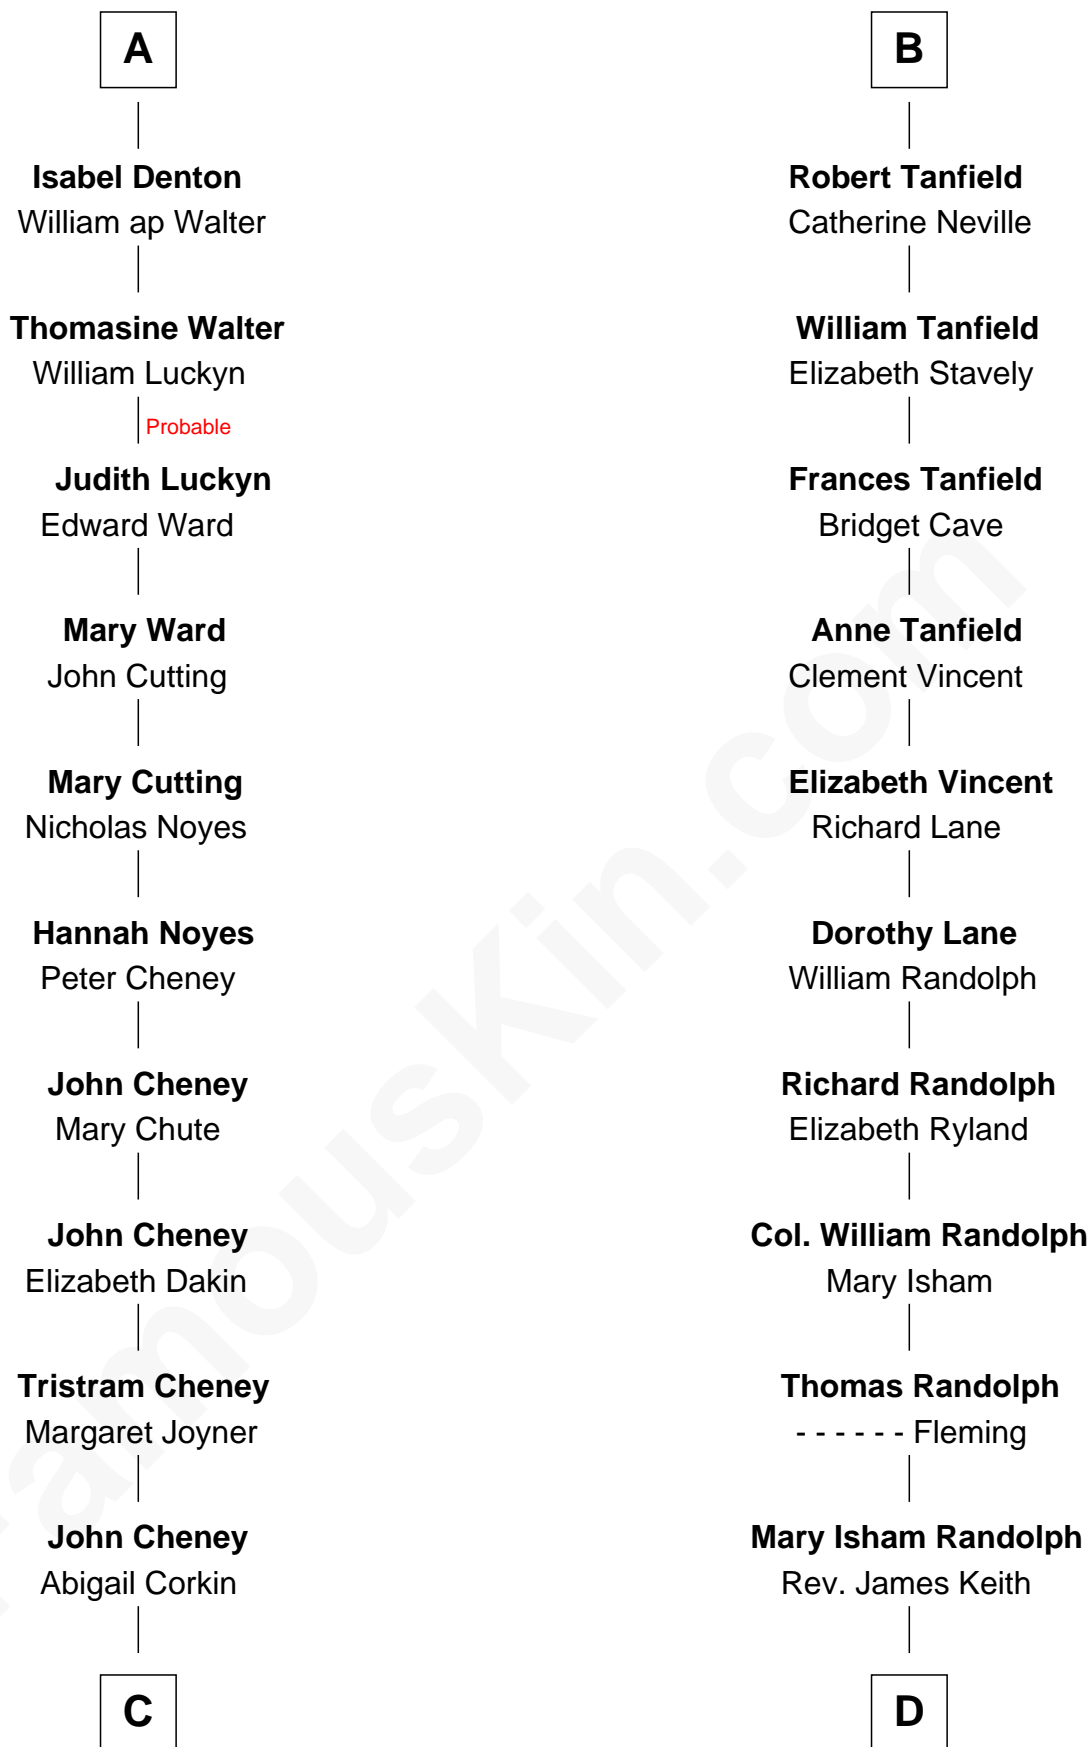 A
Isabel Denton
William ap Walter
Thomasine Walter
William Luckyn
Probable
Judith Luckyn
Edward Ward
Mary Ward
John Cutting
Mary Cutting
Nicholas Noyes
Hannah Noyes
Peter Cheney
John Cheney
Mary Chute
John Cheney
Elizabeth Dakin
Tristram Cheney
Margaret Joyner
John Cheney
Abigail Corkin
C
B
Robert Tanfield
Catherine Neville
William Tanfield
Elizabeth Stavely
Frances Tanfield
Bridget Cave
Anne Tanfield
Clement Vincent
Elizabeth Vincent
Richard Lane
Dorothy Lane
William Randolph
Richard Randolph
Elizabeth Ryland
Col. William Randolph
Mary Isham
Thomas Randolph
- - - - - - Fleming
Mary Isham Randolph
Rev. James Keith
D
FamousKin.com